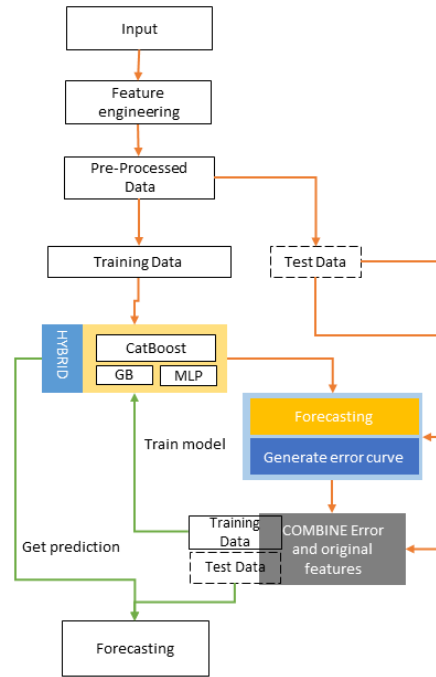 Input
Feature
engineering
Pre-Processed
Data
Training Data
Test Data
HYBRID
CatBoost
GB
MLP
Forecasting
Generate error curve
Train model
Training
Data
Test Data
COMBINE Error
and original
features
Get prediction
Forecasting